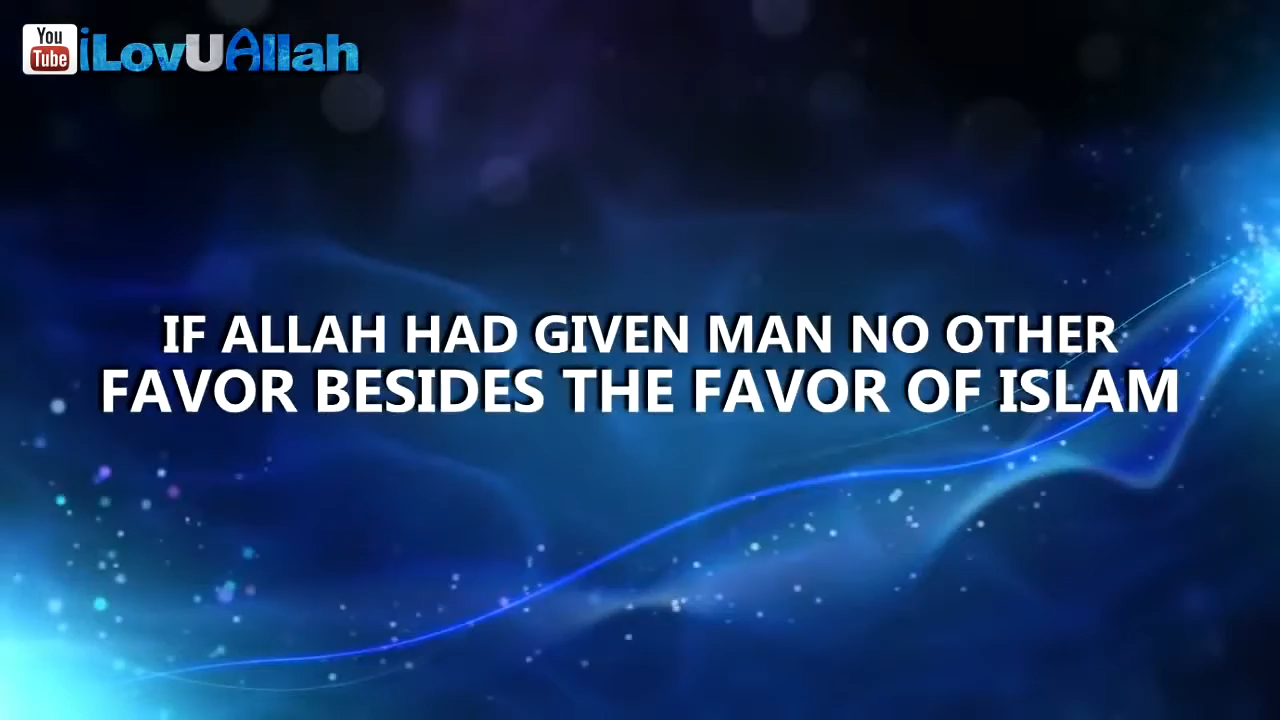 You
Tube
iLovUAllah
IF ALLAH HAD GIVEN MAN NO OTHER
FAVOR BESIDES THE FAVOR OF ISLAM